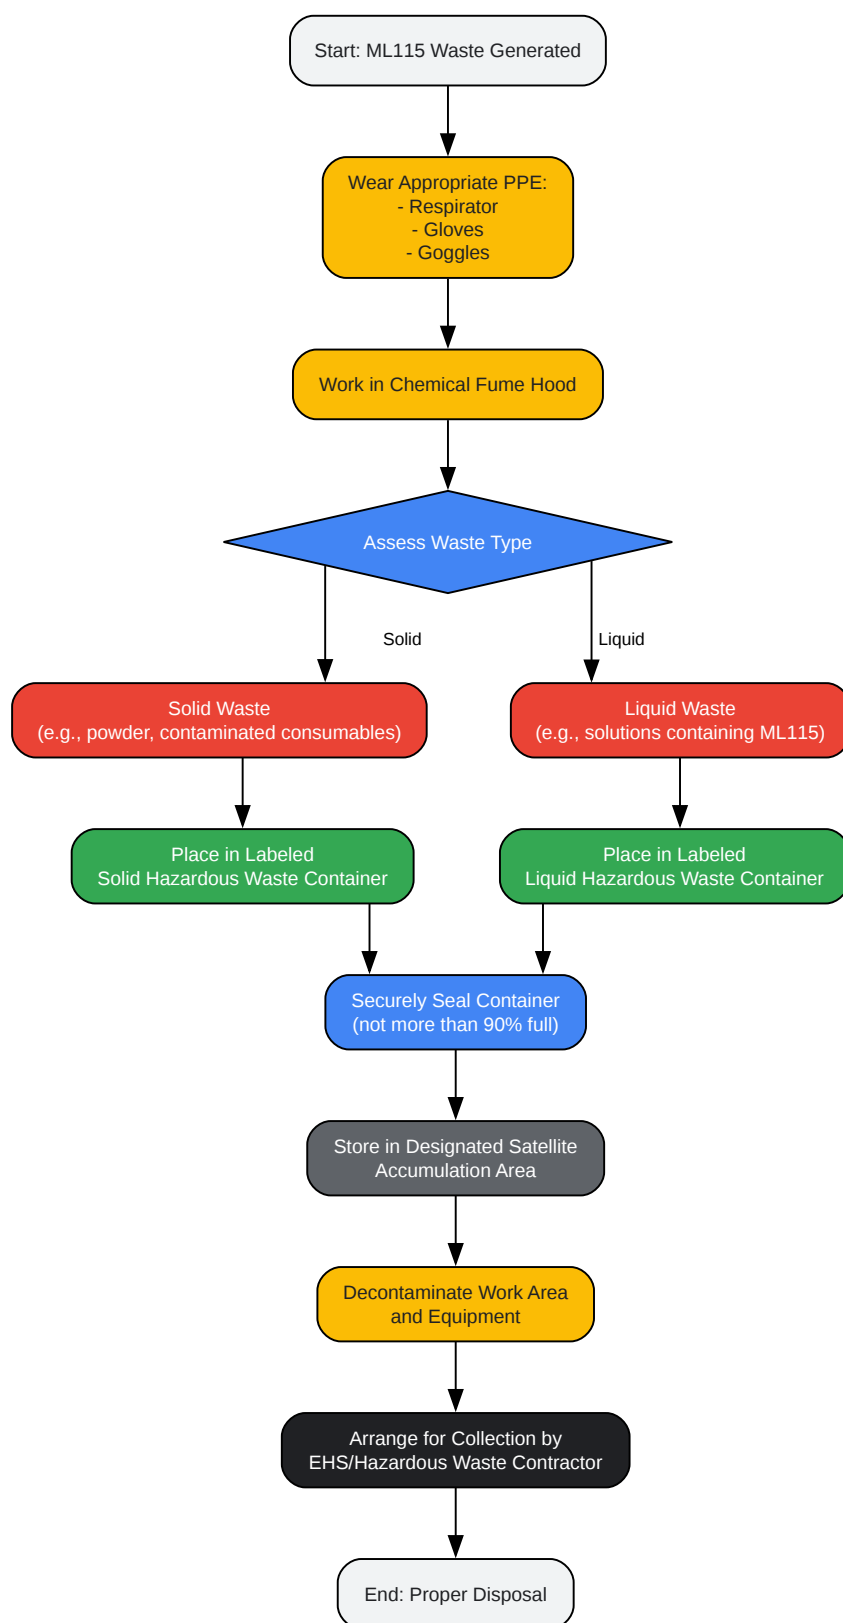 Start: ML115 Waste Generated
Wear Appropriate PPE:
- Respirator
- Gloves
- Goggles
Work in Chemical Fume Hood
Assess Waste Type
Solid
Liquid
Solid Waste
(e.g., powder, contaminated consumables)
Liquid Waste
(e.g., solutions containing ML115)
Place in Labeled
Solid Hazardous Waste Container
Place in Labeled
Liquid Hazardous Waste Container
Securely Seal Container
(not more than 90% full)
Store in Designated Satellite
Accumulation Area
Decontaminate Work Area
and Equipment
Arrange for Collection by
EHS/Hazardous Waste Contractor
End: Proper Disposal